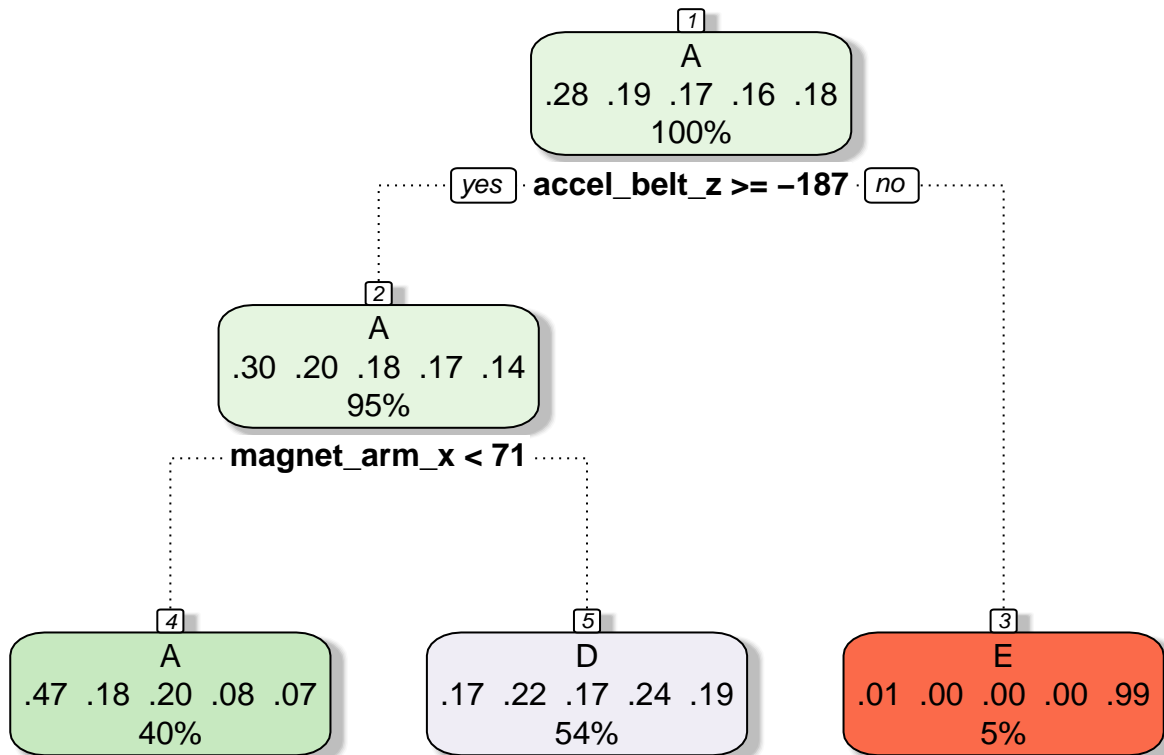 1
A
.28 .19 .17 .16 .18
100%
yes accel_belt_z >= −187 no
2
A
.30 .20 .18 .17 .14
95%
magnet_arm_x < 71
4
A
.47 .18 .20 .08 .07
40%
5
D
.17 .22 .17 .24 .19
54%
3
E
.01 .00 .00 .00 .99
5%